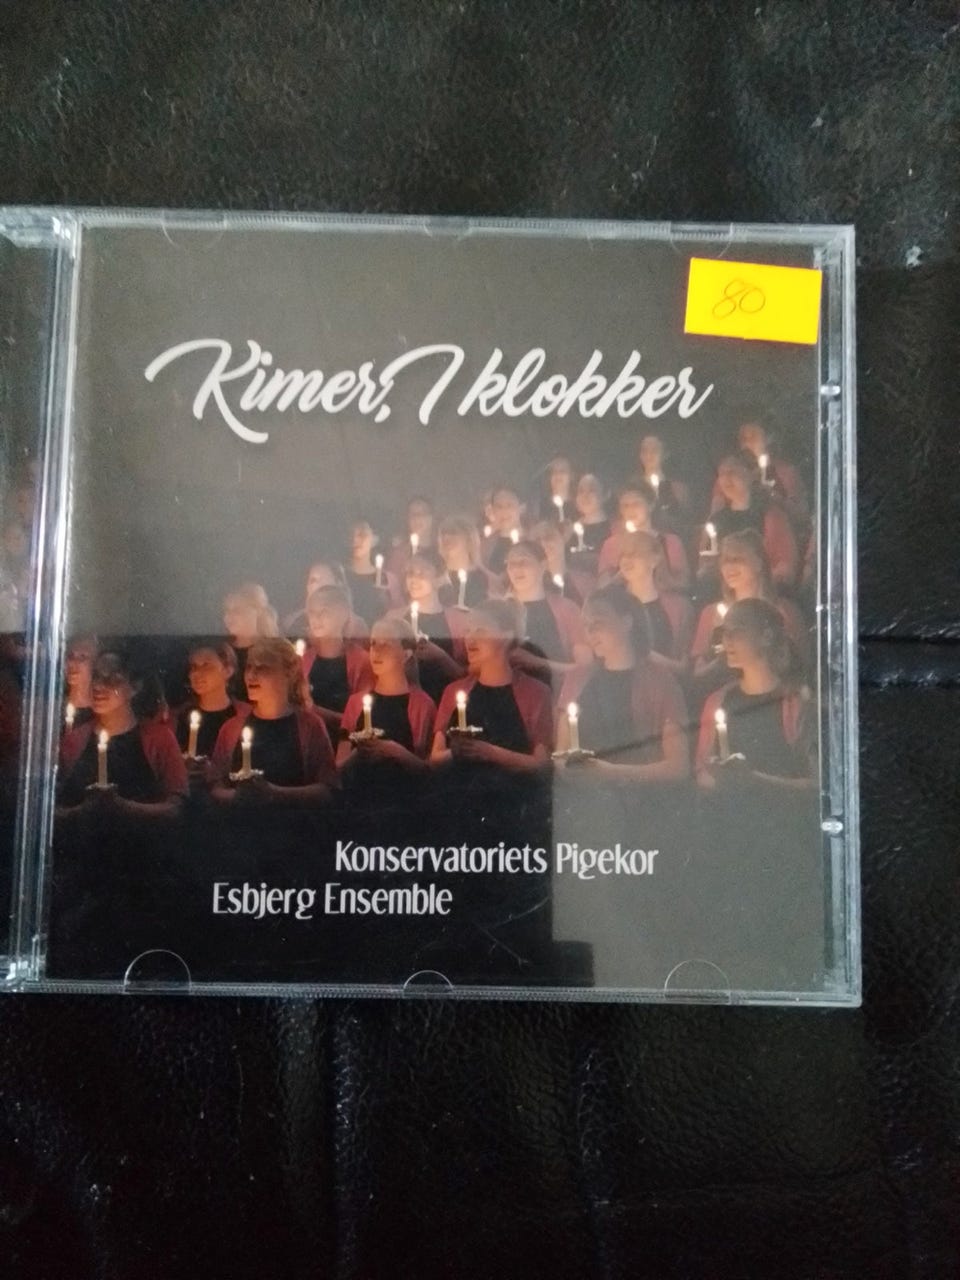 80
Kimer, I klokker
Konservatoriets Pigekor
Esbjerg Ensemble